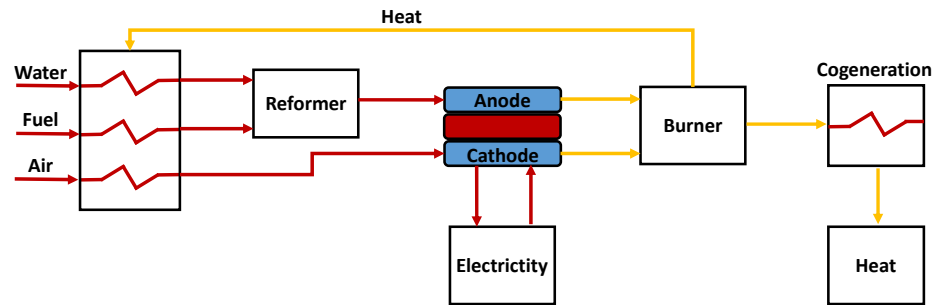 Heat
Water
Cogeneration
Reformer
Anode
Fuel
Burner
Air
Cathode
Electrictity
Heat